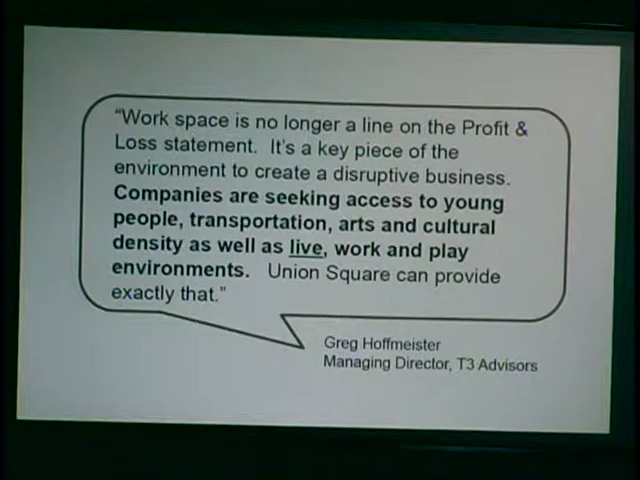 “Work space is no longer a line on the Profit &
Loss statement. It’s a key piece of the
environment to create a disruptive business.
Companies are seeking access to young
people, transportation, arts and cultural
density as well as live, work and play
environments. Union Square can provide
exactly that.”
Greg Hoffmeister
Managing Director, T3 Advisors